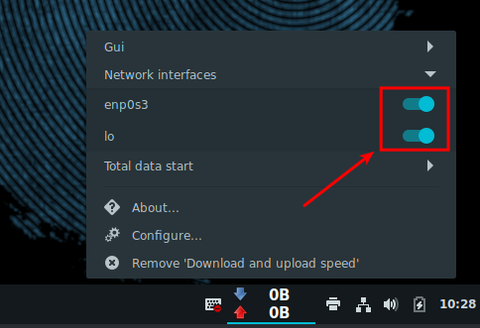 Gui
Network interfaces
enp0s3
lo
Total data start
About...
Configure...
Remove 'Download and upload speed'
0B
0B
10:28